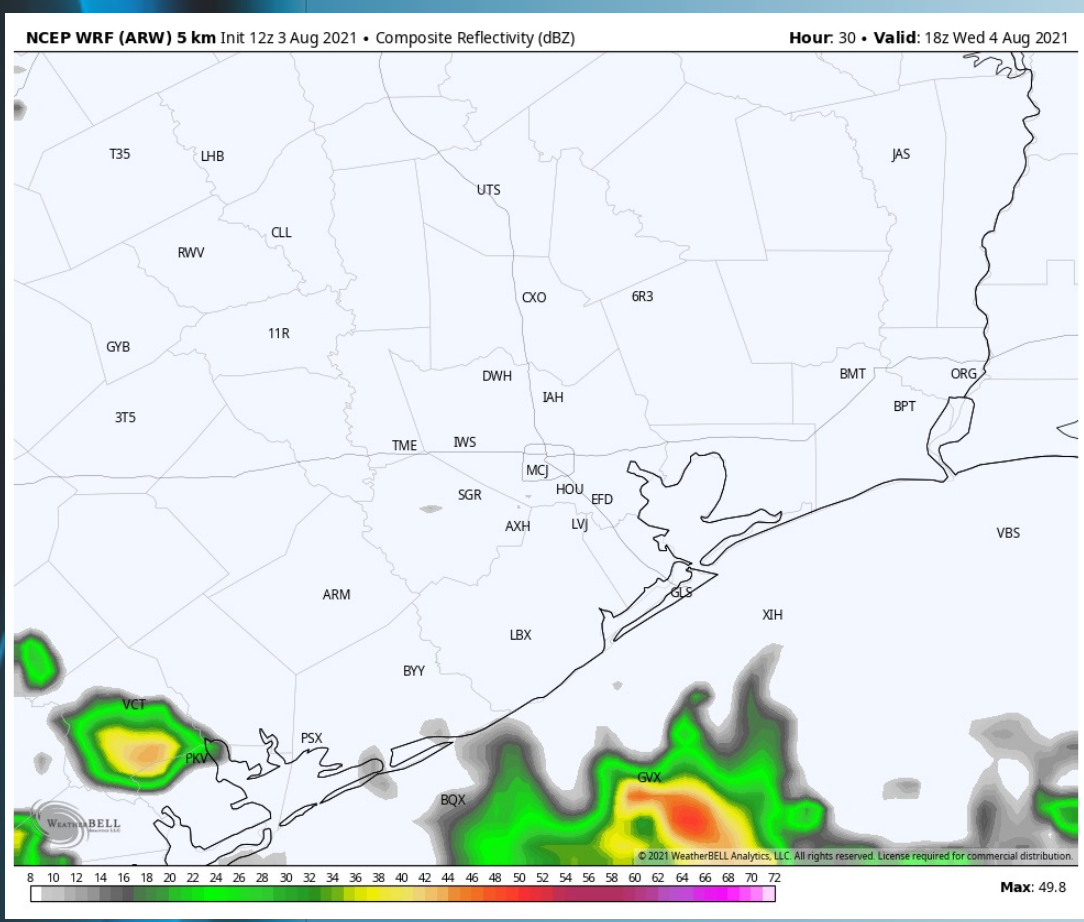 NCEP WRF (ARW) 5 km Init 12z 3 Aug 2021 • Composite Reflectivity (dBZ) Hour: 30 • Valid: 18z Wed 4 Aug 2021
T35
LHB
JAS
UTS
CLL
RWV
CXO
6R3
11R
GYB
DWH
BMT
ORG
IAH
BPT
3T5
TME
IWS
MCJ
SGR
HOU
EFD
AXH
LVJ
VBS
ARM
GLS
XIH
LBX
BYY
VCT
PSX
PKV
GVX
BQX
WEATHERBELL
© 2021 WeatherBELL Analytics, LLC. All rights reserved. License required for commercial distribution.
8 10 12 14 16 18 20 22 24 26 28 30 32 34 36 38 40 42 44 46 48 50 52 54 56 58 60 62 64 66 68 70 72
Max: 49.8